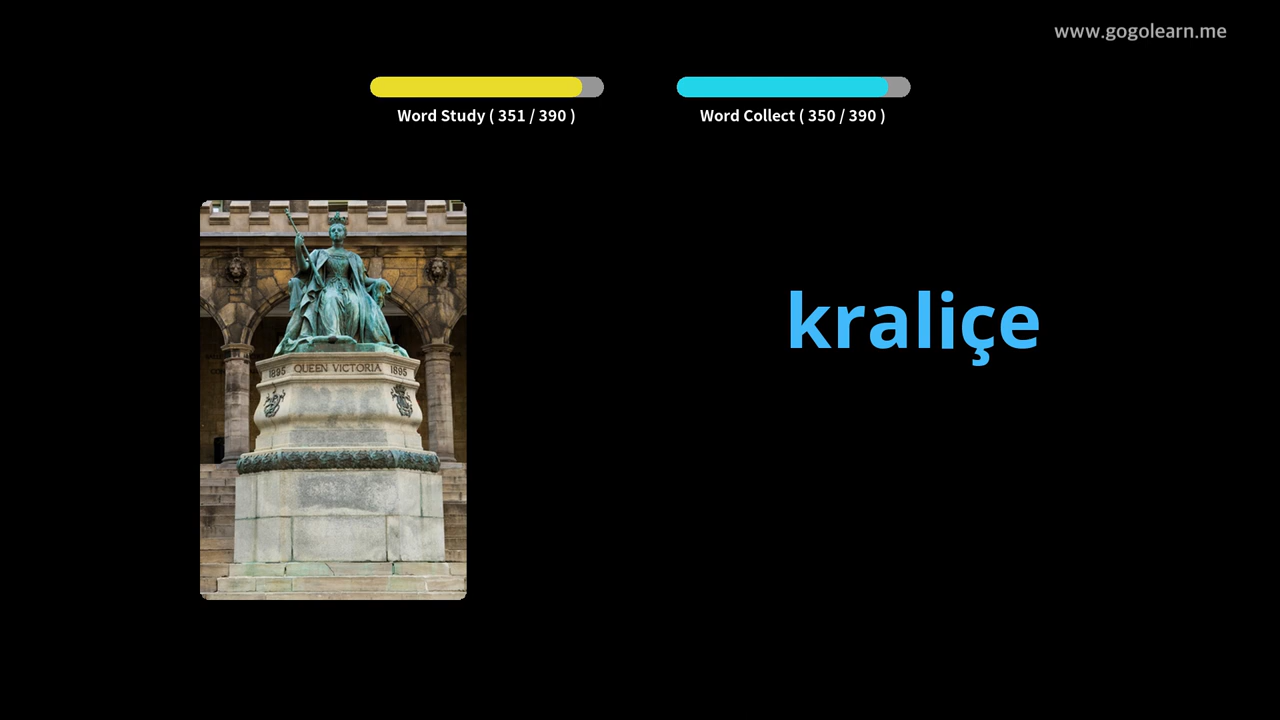 www.gogolearn.me
Word Study ( 351 / 390 )
Word Collect ( 350 / 390 )
1895 QUEEN VICTORIA 1895
kraliçe